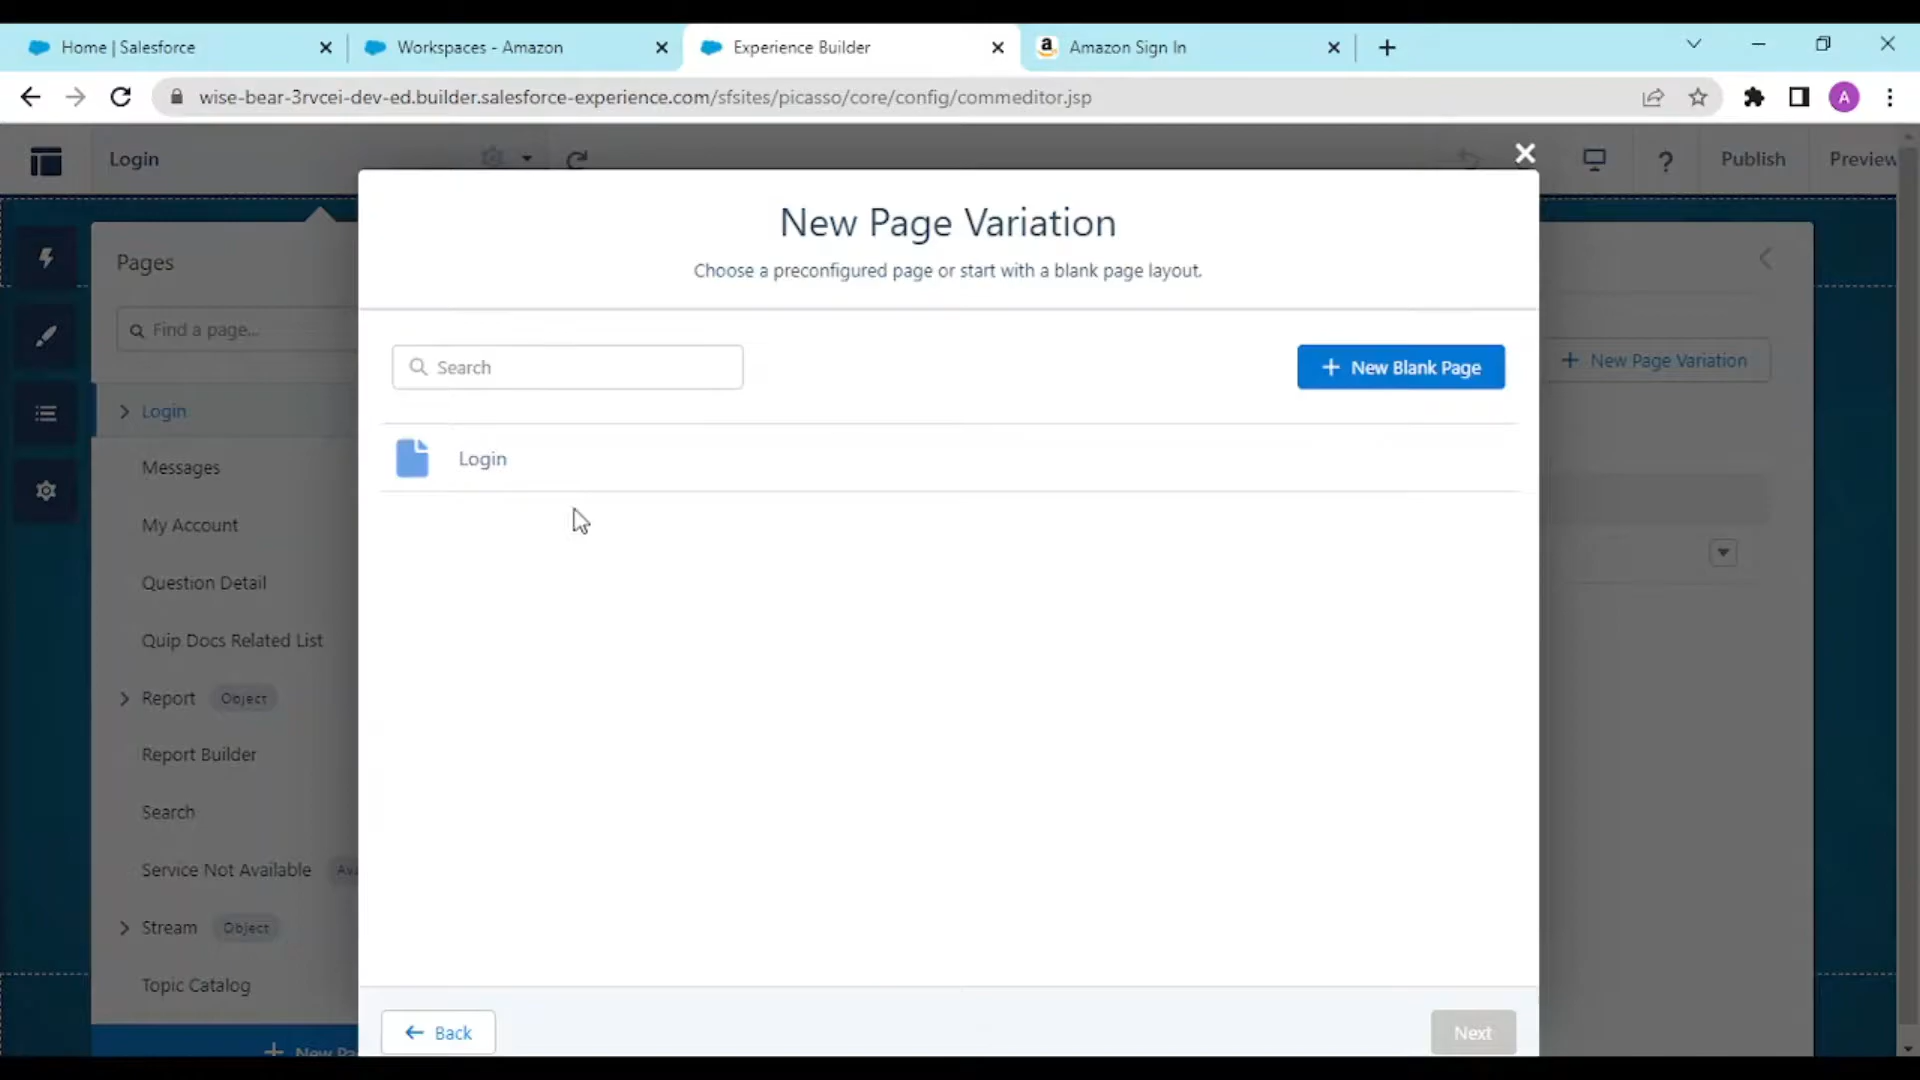 Home | Salesforce
Workspaces - Amazon
Experience Builder
Amazon Sign In
wise-bear-3rvcei-dev-ed.builder.salesforce-experience.com/sfsites/picasso/core/config/commeditor.jsp
A
Login
?
Publish
Preview
New Page Variation
Choose a preconfigured page or start with a blank page layout.
Pages
Find a page...
Search
New Blank Page
New Page Variation
Login
Login
Messages
My Account
Question Detail
Quip Docs Related List
Report Object
Report Builder
Search
Service Not Available
Stream Object
Topic Catalog
Back
Next
New